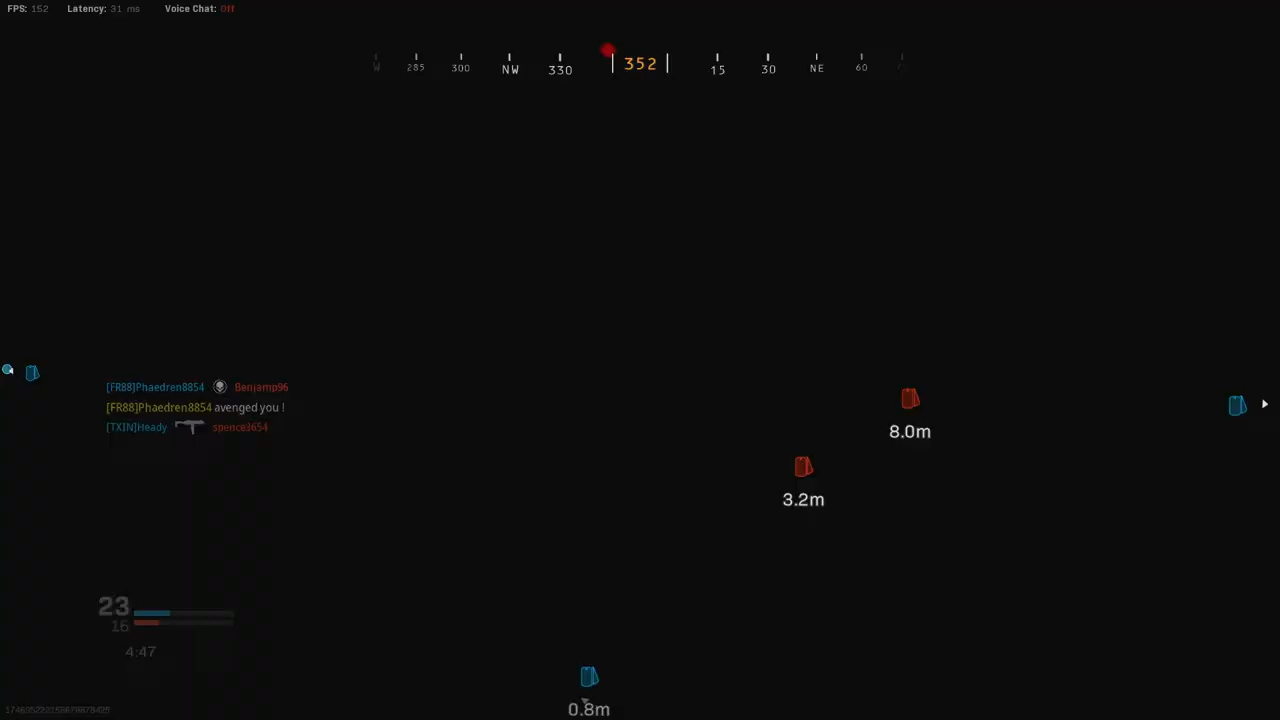 FPS: 152 Latency: 31 ms Voice Chat: Off
W 285 300 NW 330 352 15 30 NE 60
[FR88]Phaedren8854 Benjamp96
[FR88]Phaedren8854 avenged you !
[TXIN]Heady spence3654
8.0m
3.2m
23
16
4:47
0.8m